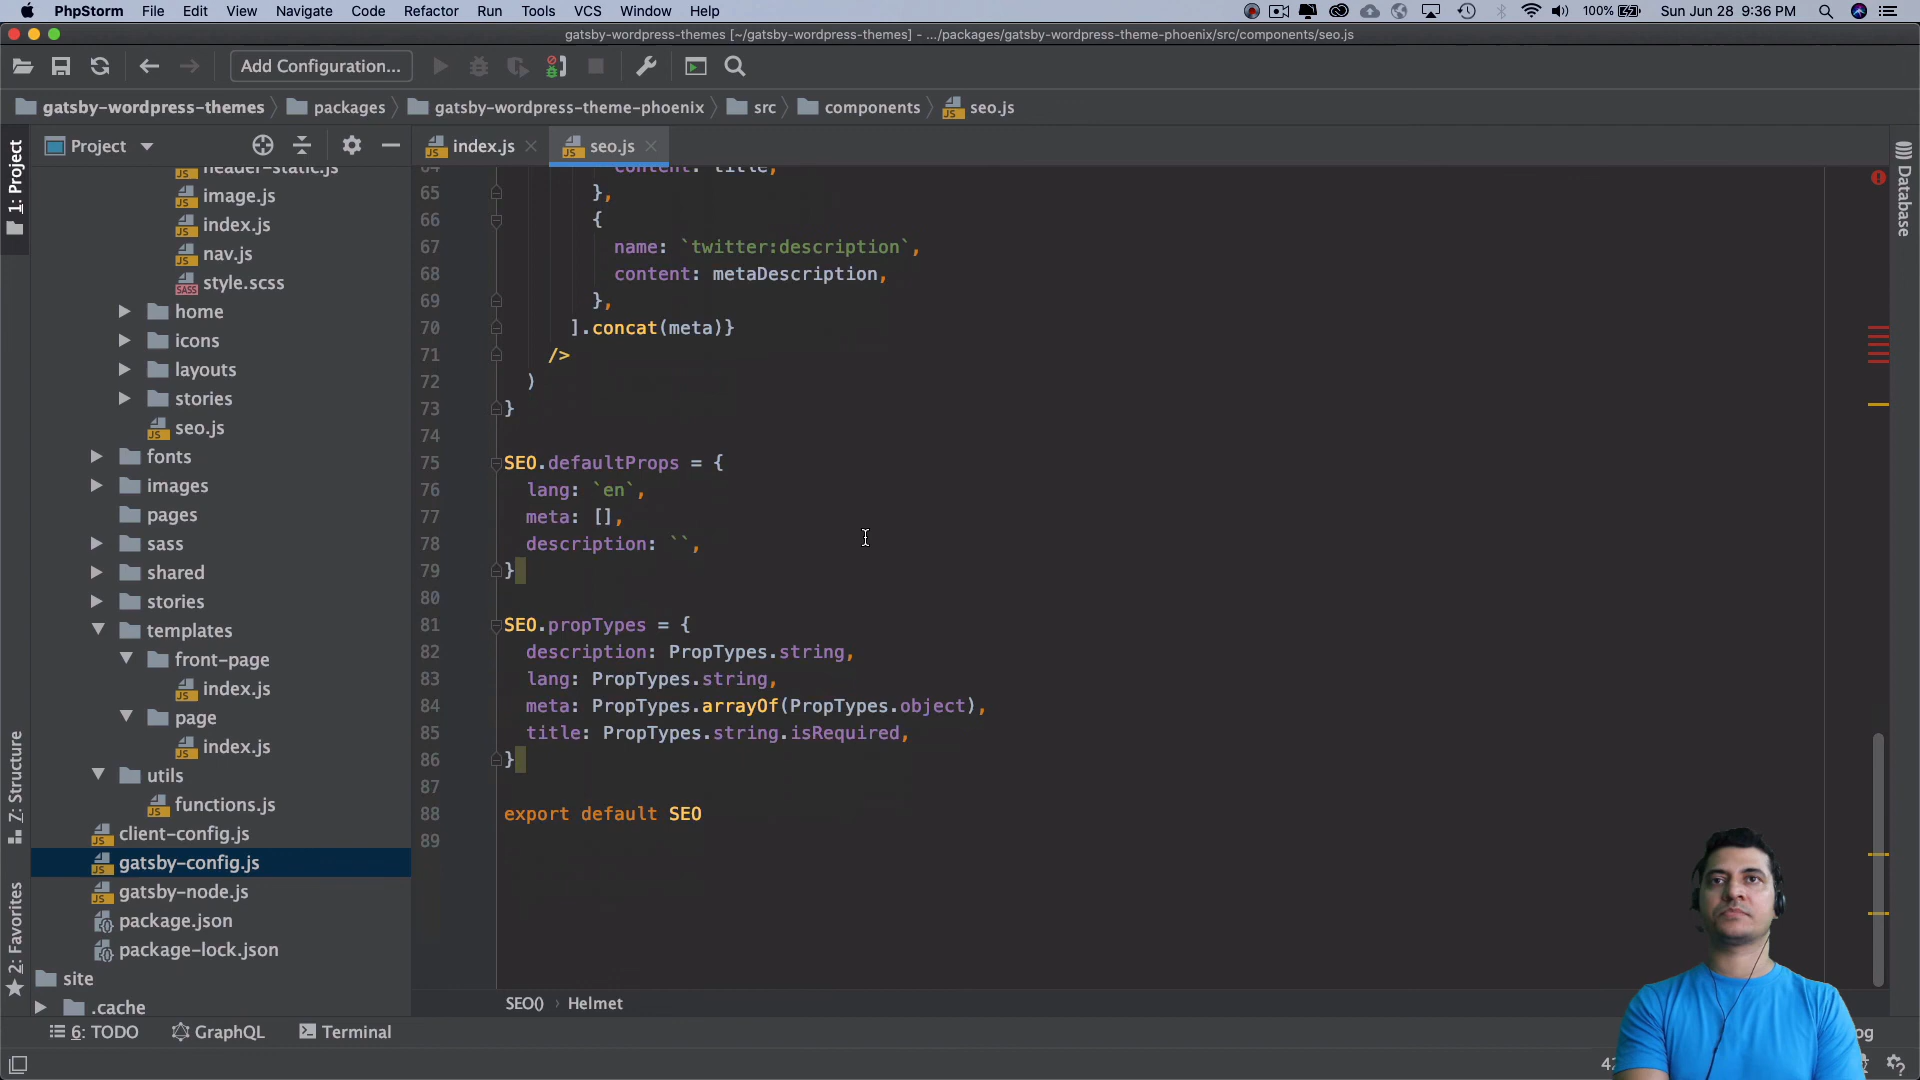 PhpStorm File Edit View Navigate Code Refactor Run Tools VCS Window Help 100% Sun Jun 28 9:36 PM
gatsby-wordpress-themes [~/gatsby-wordpress-themes] - .../packages/gatsby-wordpress-theme-phoenix/src/components/seo.js
Add Configuration...
gatsby-wordpress-themes packages gatsby-wordpress-theme-phoenix src components seo.js
1: Project
Project
index.js
seo.js
Database
header-static.js
image.js
index.js
nav.js
style.scss
home
icons
layouts
stories
seo.js
fonts
images
pages
sass
shared
stories
templates
front-page
index.js
page
index.js
utils
functions.js
client-config.js
gatsby-config.js
gatsby-node.js
package.json
package-lock.json
site
.cache
Z: Structure
2: Favorites
64 content: title,
65 },
66 {
67 name: `twitter:description`,
68 content: metaDescription,
69 },
70 ].concat(meta)}
71 />
72 )
73 }
74
75 SEO.defaultProps = {
76 lang: `en`,
77 meta: [],
78 description: ``,
79 }
80
81 SEO.propTypes = {
82 description: PropTypes.string,
83 lang: PropTypes.string,
84 meta: PropTypes.arrayOf(PropTypes.object),
85 title: PropTypes.string.isRequired,
86 }
87
88 export default SEO
89
SEO() › Helmet
6: TODO GraphQL Terminal